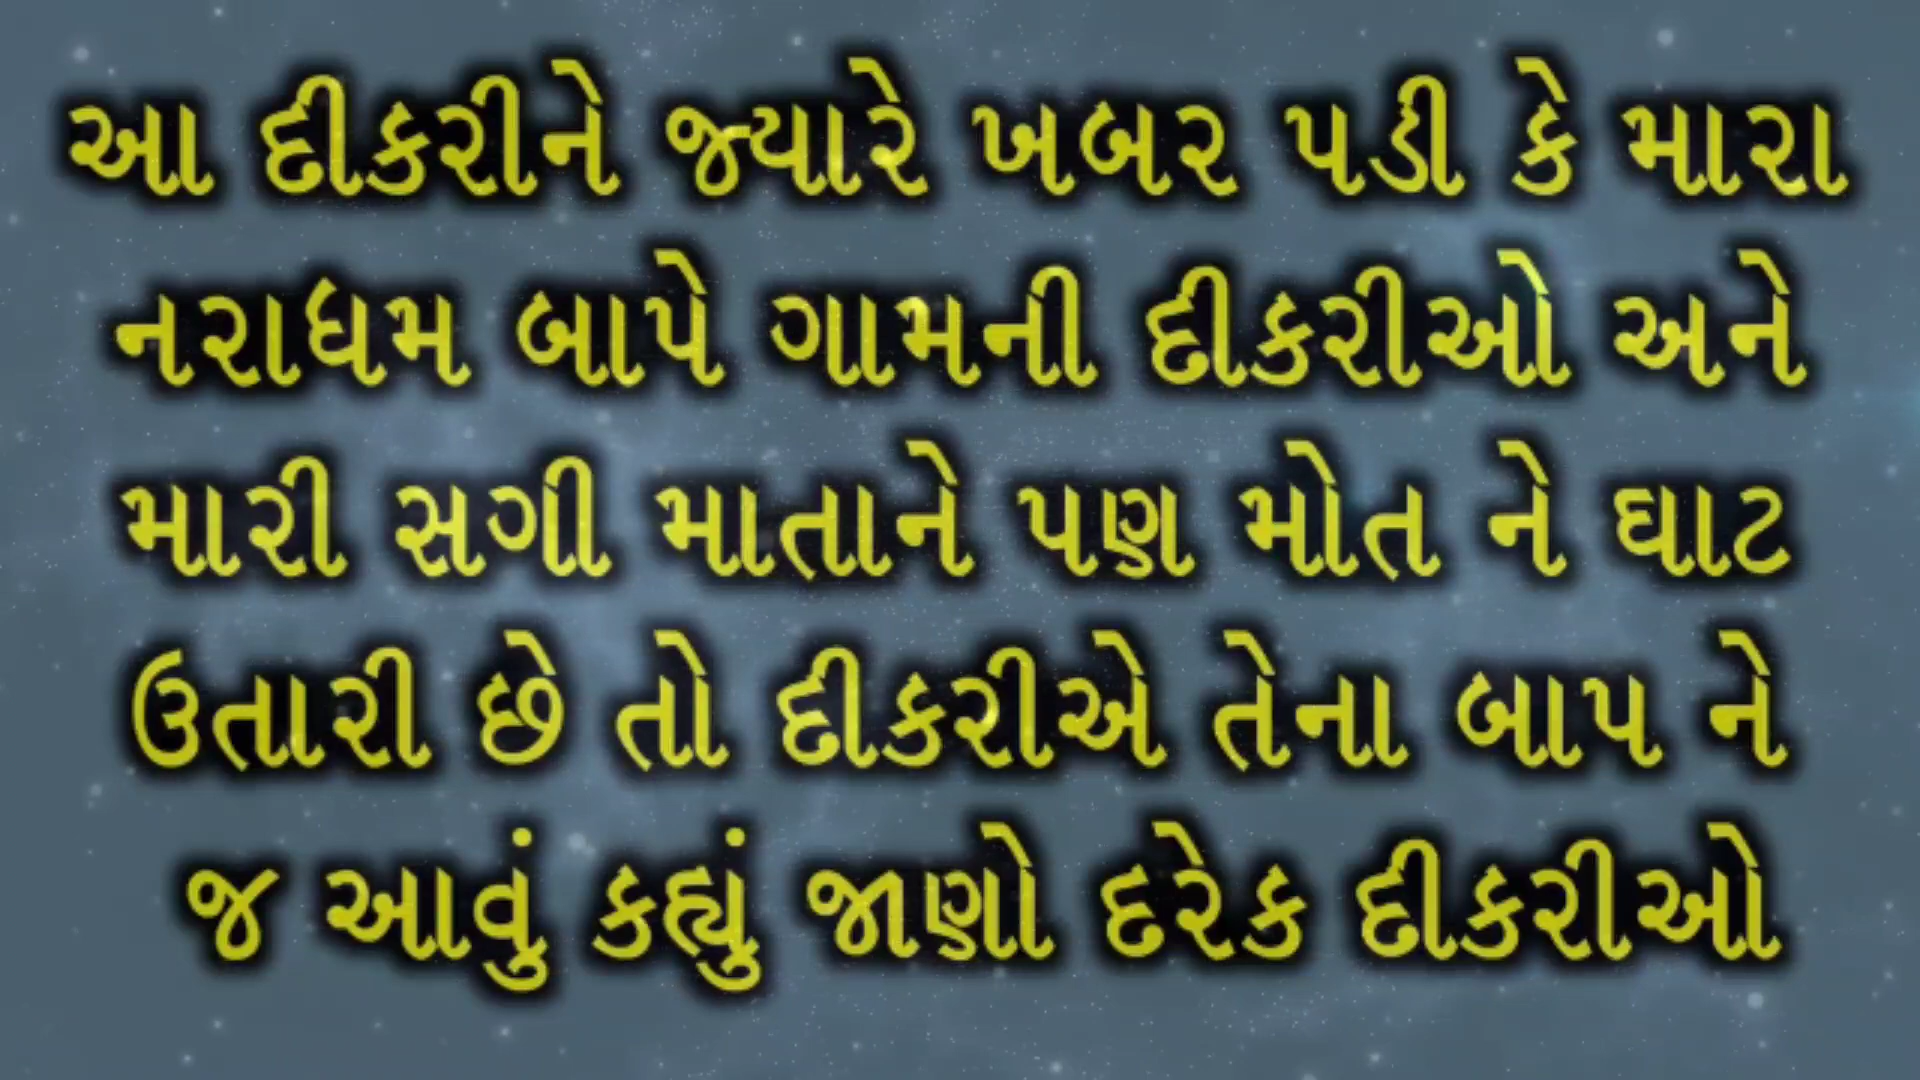 આ દીકરીને જ્યારે ખબર પડી કે મારા
નરાધમ બાપે ગામની દીકરીઓ અને
મારી સગી માતાને પણ મોત ને ઘાટ
ઉતારી છે તો દીકરીએ તેના બાપ ને
જ આવું કહ્યું જાણો દરેક દીકરીઓ